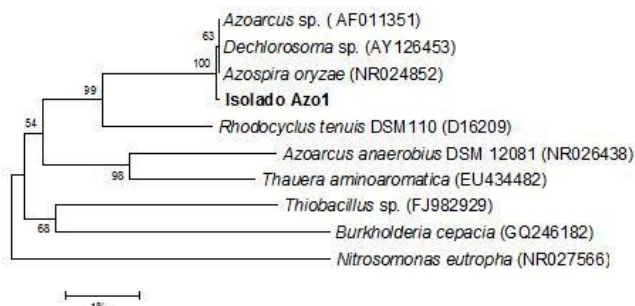 Azoarcus sp. ( AF011351)
63
Dechlorosoma sp. (AY126453)
100
Azospira oryzae (NR024852)
99
Isolado Azo1
54
Rhodocyclus tenuis DSM110 (D16209)
Azoarcus anaerobius DSM 12081 (NR026438)
98
Thauera aminoaromatica (EU434482)
Thiobacillus sp. (FJ982929)
68
Burkholderia cepacia (GQ246182)
Nitrosomonas eutropha (NR027566)